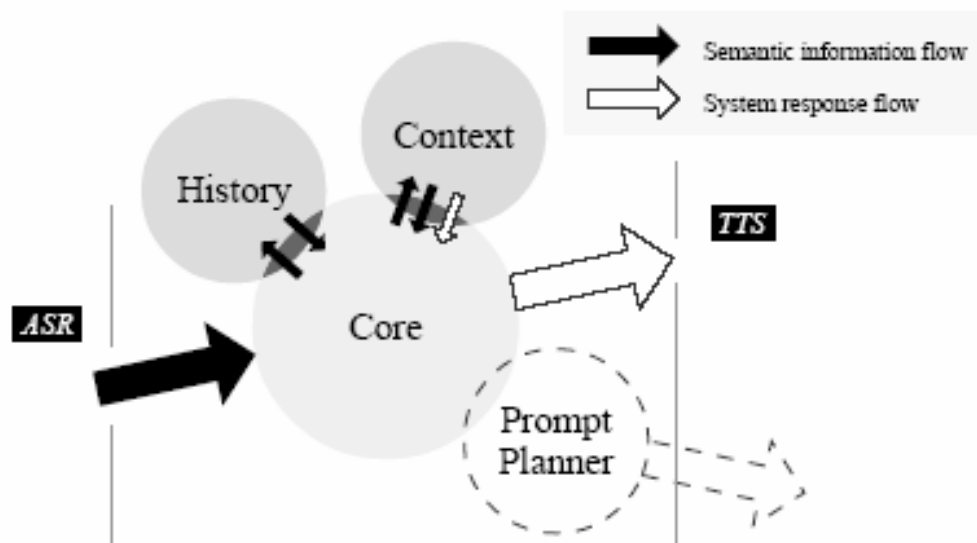 Semantic information flow
System response flow
Context
History
TTS
ASR
Core
Prompt
Planner